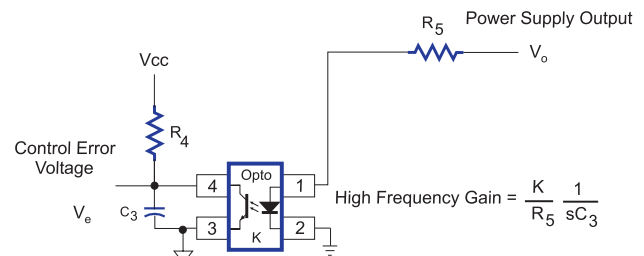 Power Supply Output
R5
Vo
Vcc
R4
Control Error
Voltage
Opto
4
1
High Frequency Gain = K/R5 1/sC3
Ve
C3
3
2
K